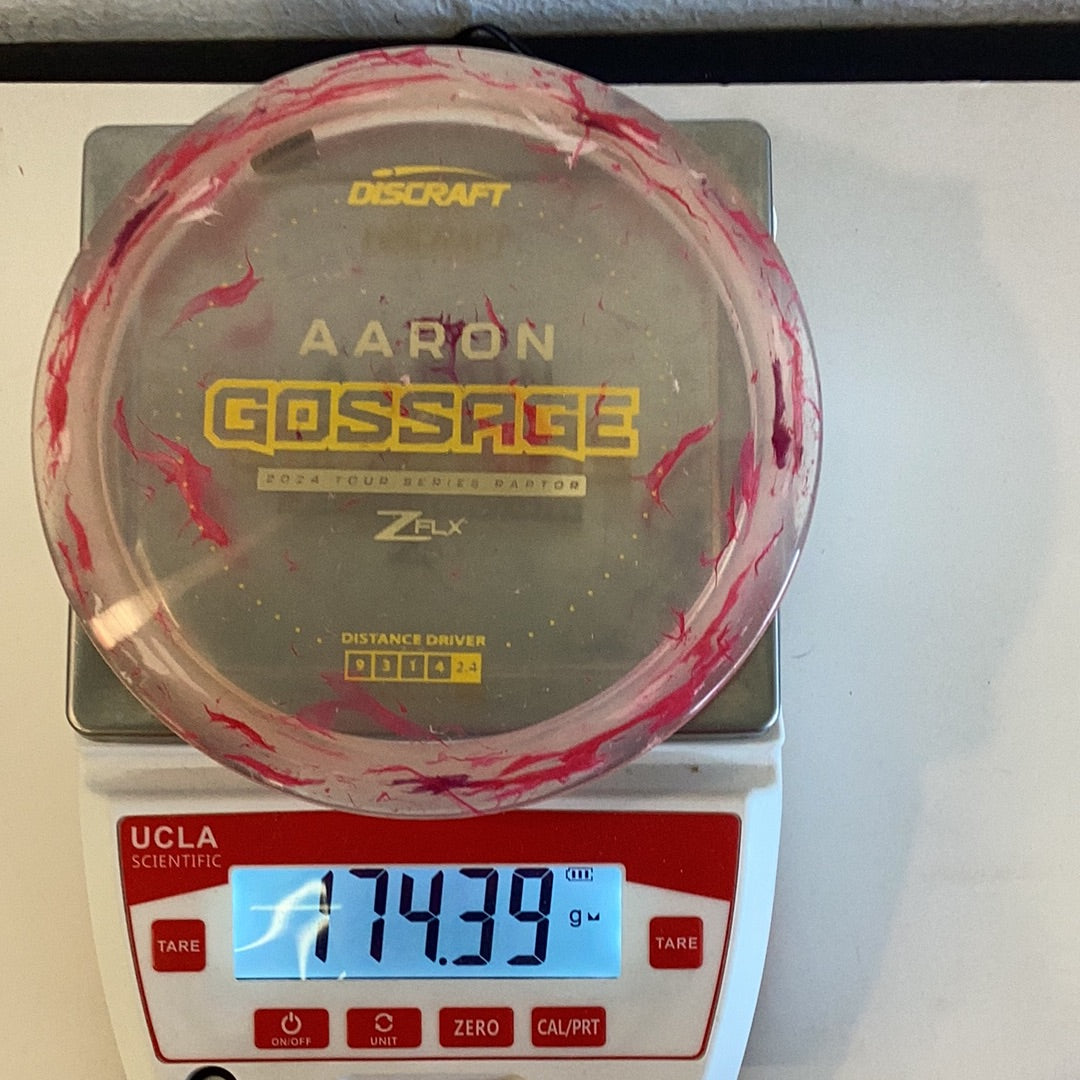 DISCRAFT
AARON
GOSSAGE
2024 TOUR SERIES RAPTOR
Z FLX
DISTANCE DRIVER
9 3 1 4 2.4
UCLA
SCIENTIFIC
174.39 g
TARE
TARE
ON/OFF UNIT ZERO CAL/PRT